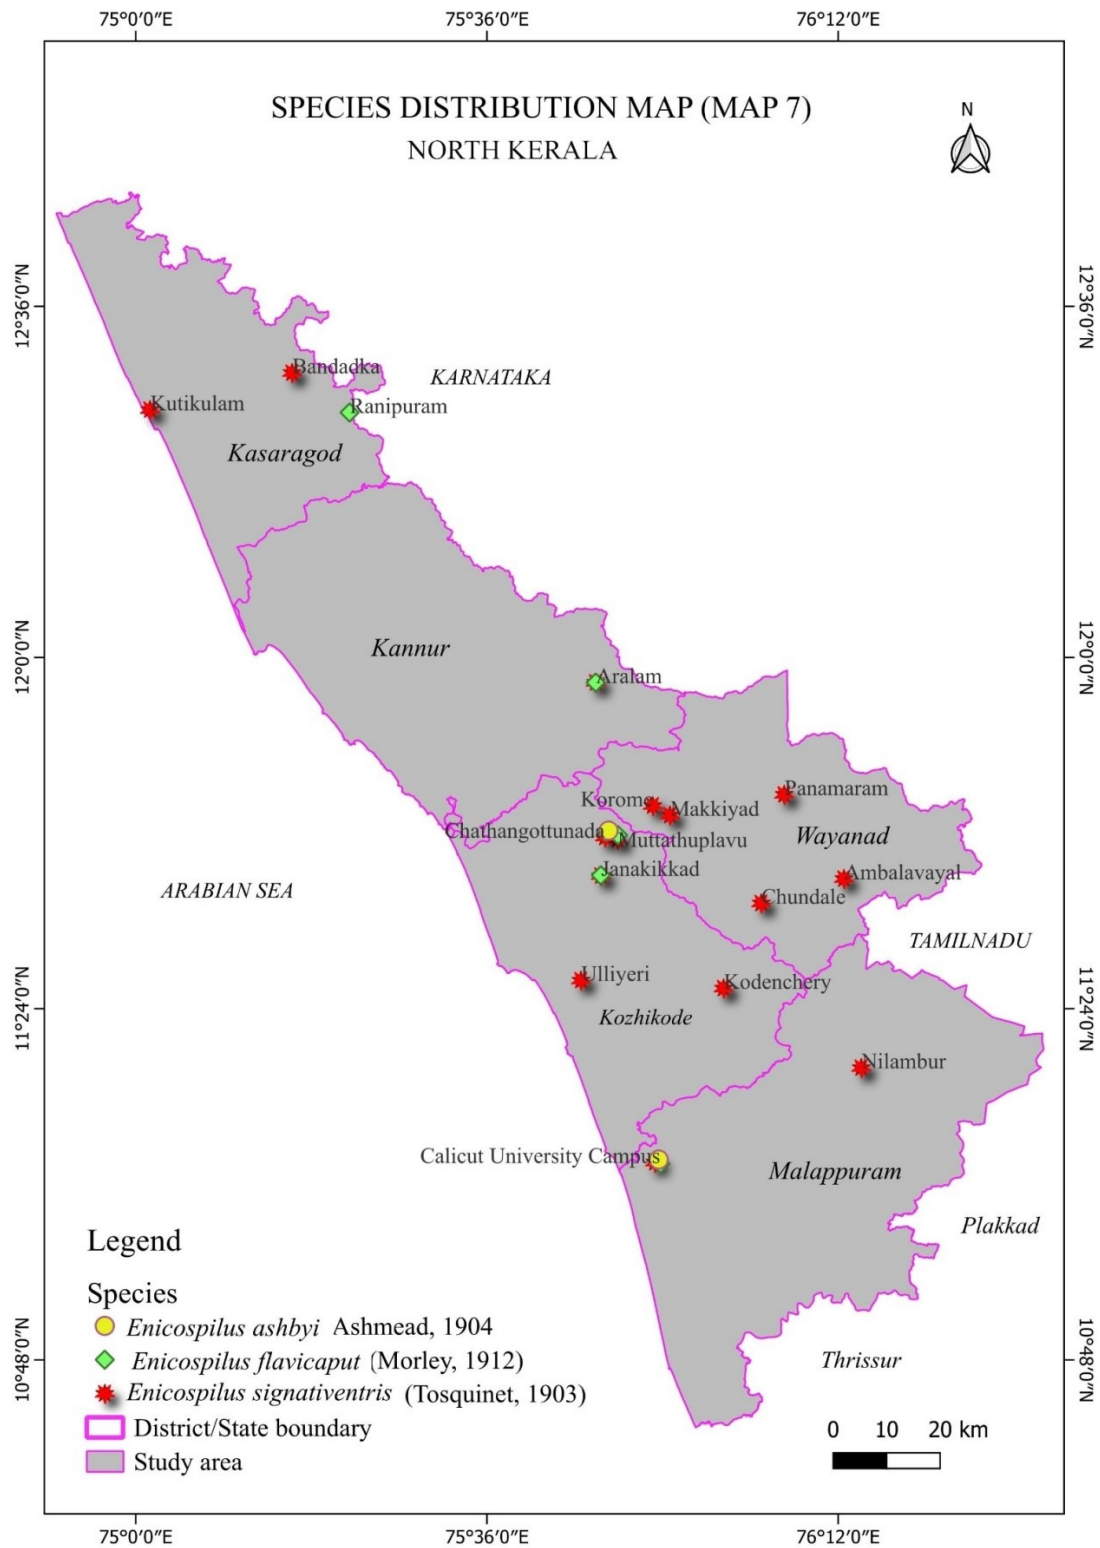 75°0′0″E 75°36′0″E 76°12′0″E
SPECIES DISTRIBUTION MAP (MAP 7)
N
NORTH KERALA
12°36′0″N 12°36′0″N
Bandadka
KARNATAKA
Kutikulam
Ranipuram
Kasaragod
Kannur
12°0′0″N 12°0′0″N
Aralam
Panamaram
Korome
Makkiyad
Chathangottunada
Muttathuplavu
Wayanad
Janakikkad
Ambalavayal
ARABIAN SEA
Chundale
TAMILNADU
Ulliyeri
Kodenchery
11°24′0″N 11°24′0″N
Kozhikode
Nilambur
Calicut University Campus
Malappuram
Plakkad
Legend
Species
Enicospilus ashbyi Ashmead, 1904
Enicospilus flavicaput (Morley, 1912)
Thrissur
10°48′0″N 10°48′0″N
Enicospilus signativentris (Tosquinet, 1903)
District/State boundary
0 10 20 km
Study area
75°0′0″E 75°36′0″E 76°12′0″E